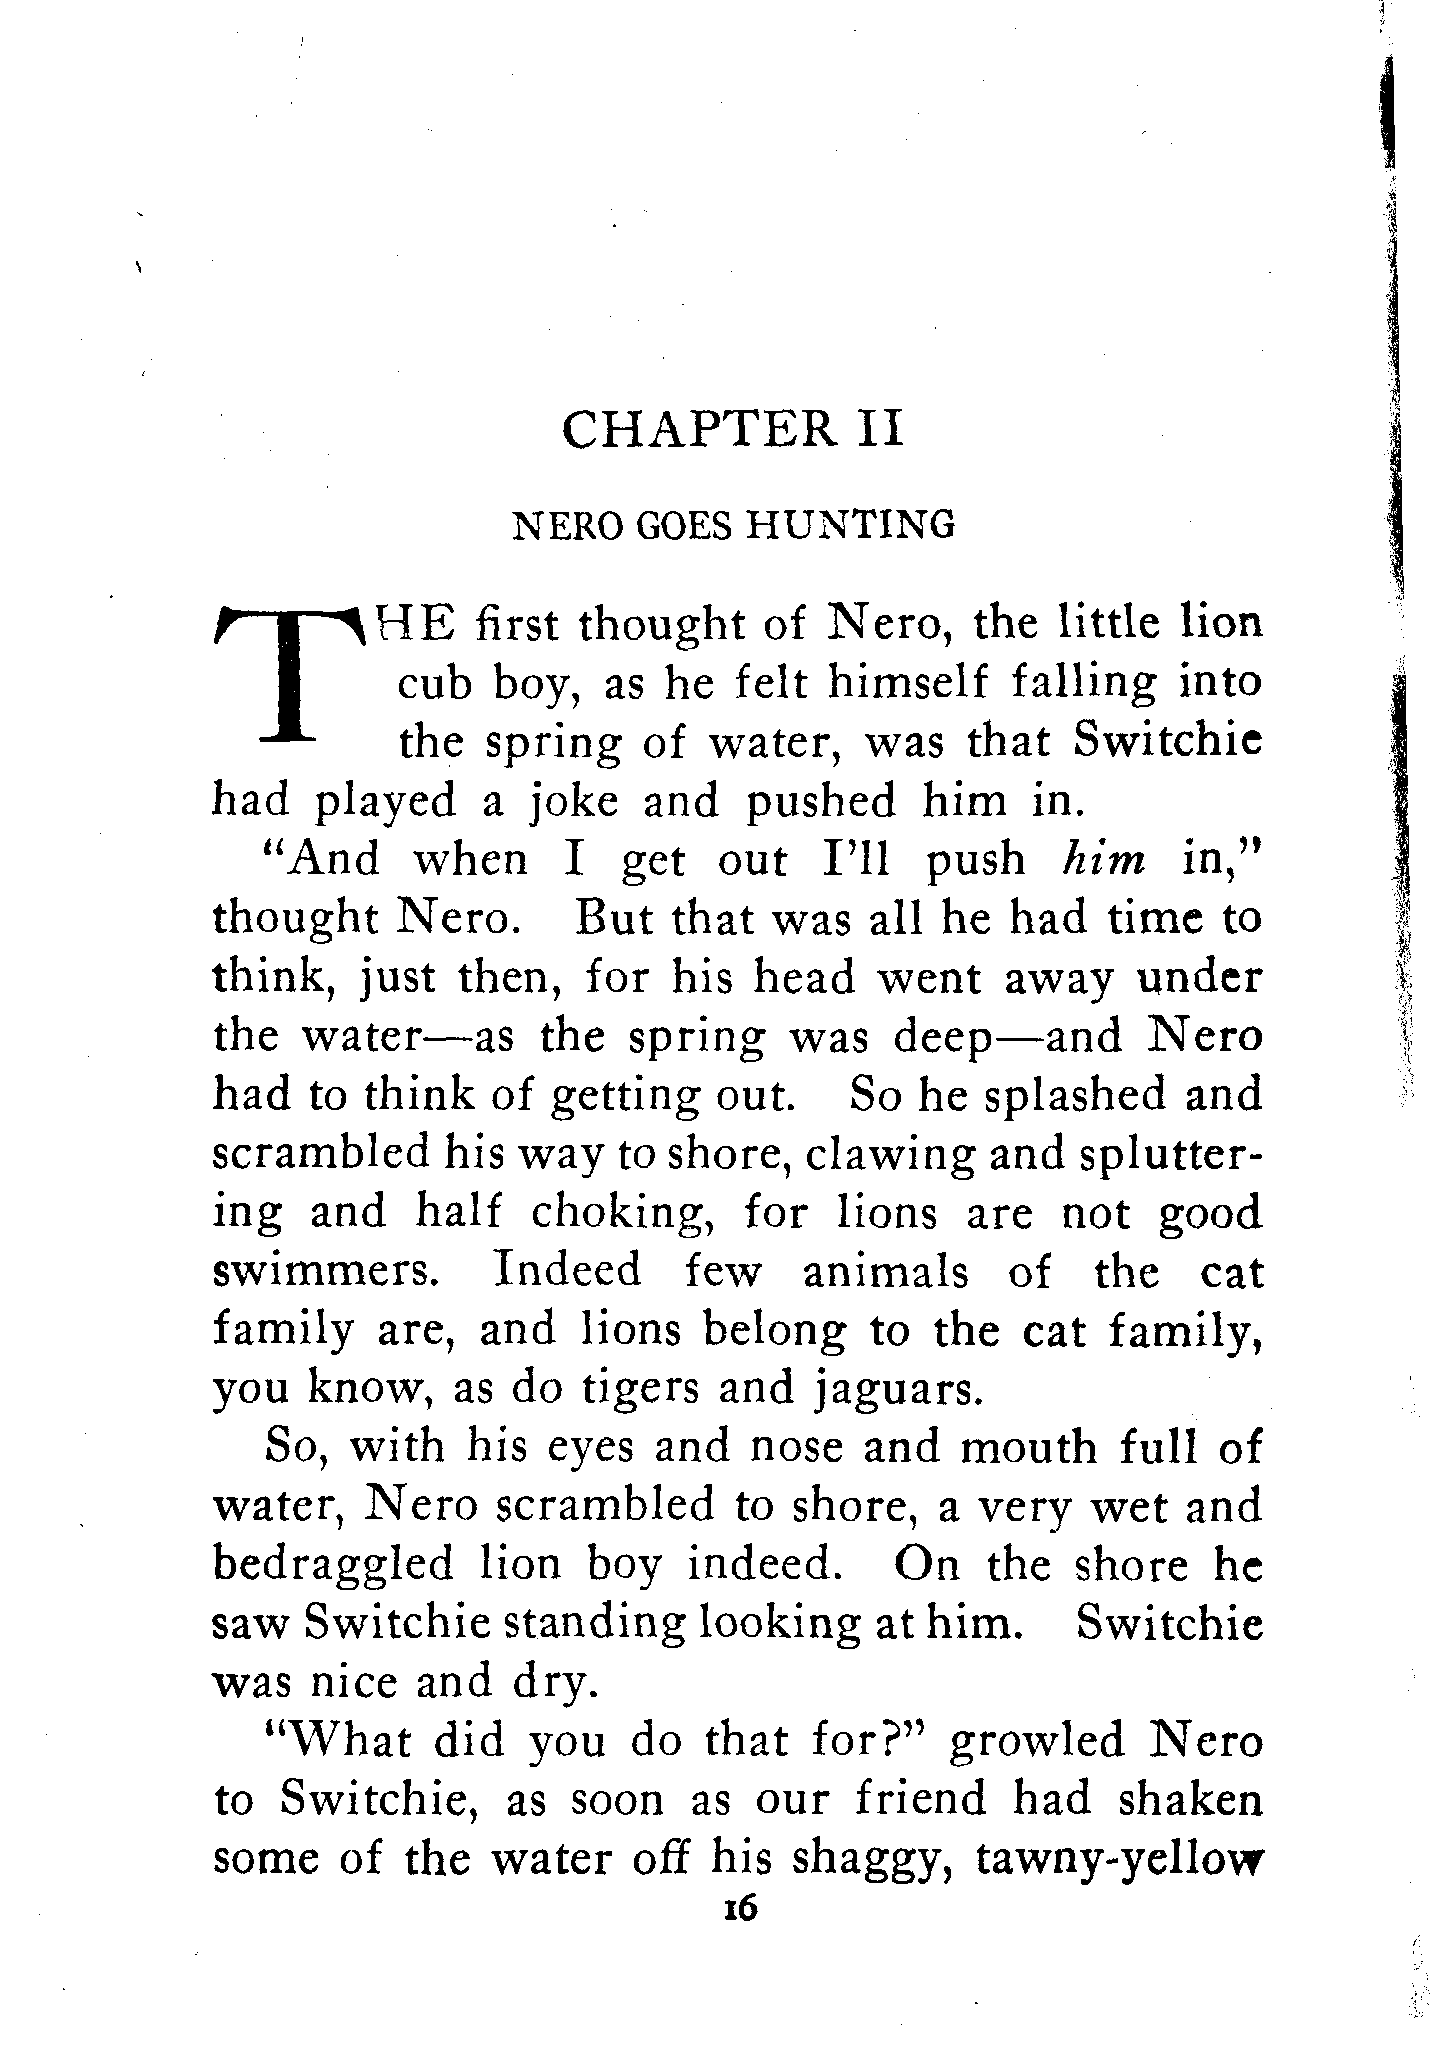 CHAPTER II
NERO GOES HUNTING
THE first thought of Nero, the little lion
cub boy, as he felt himself falling into
the spring of water, was that Switchie
had played a joke and pushed him in.
"And when I get out I'll push him in,"
thought Nero. But that was all he had time to
think, just then, for his head went away under
the water—as the spring was deep—and Nero
had to think of getting out. So he splashed and
scrambled his way to shore, clawing and splutter-
ing and half choking, for lions are not good
swimmers. Indeed few animals of the cat
family are, and lions belong to the cat family,
you know, as do tigers and jaguars.
So, with his eyes and nose and mouth full of
water, Nero scrambled to shore, a very wet and
bedraggled lion boy indeed. On the shore he
saw Switchie standing looking at him. Switchie
was nice and dry.
"What did you do that for?" growled Nero
to Switchie, as soon as our friend had shaken
some of the water off his shaggy, tawny-yellow
16